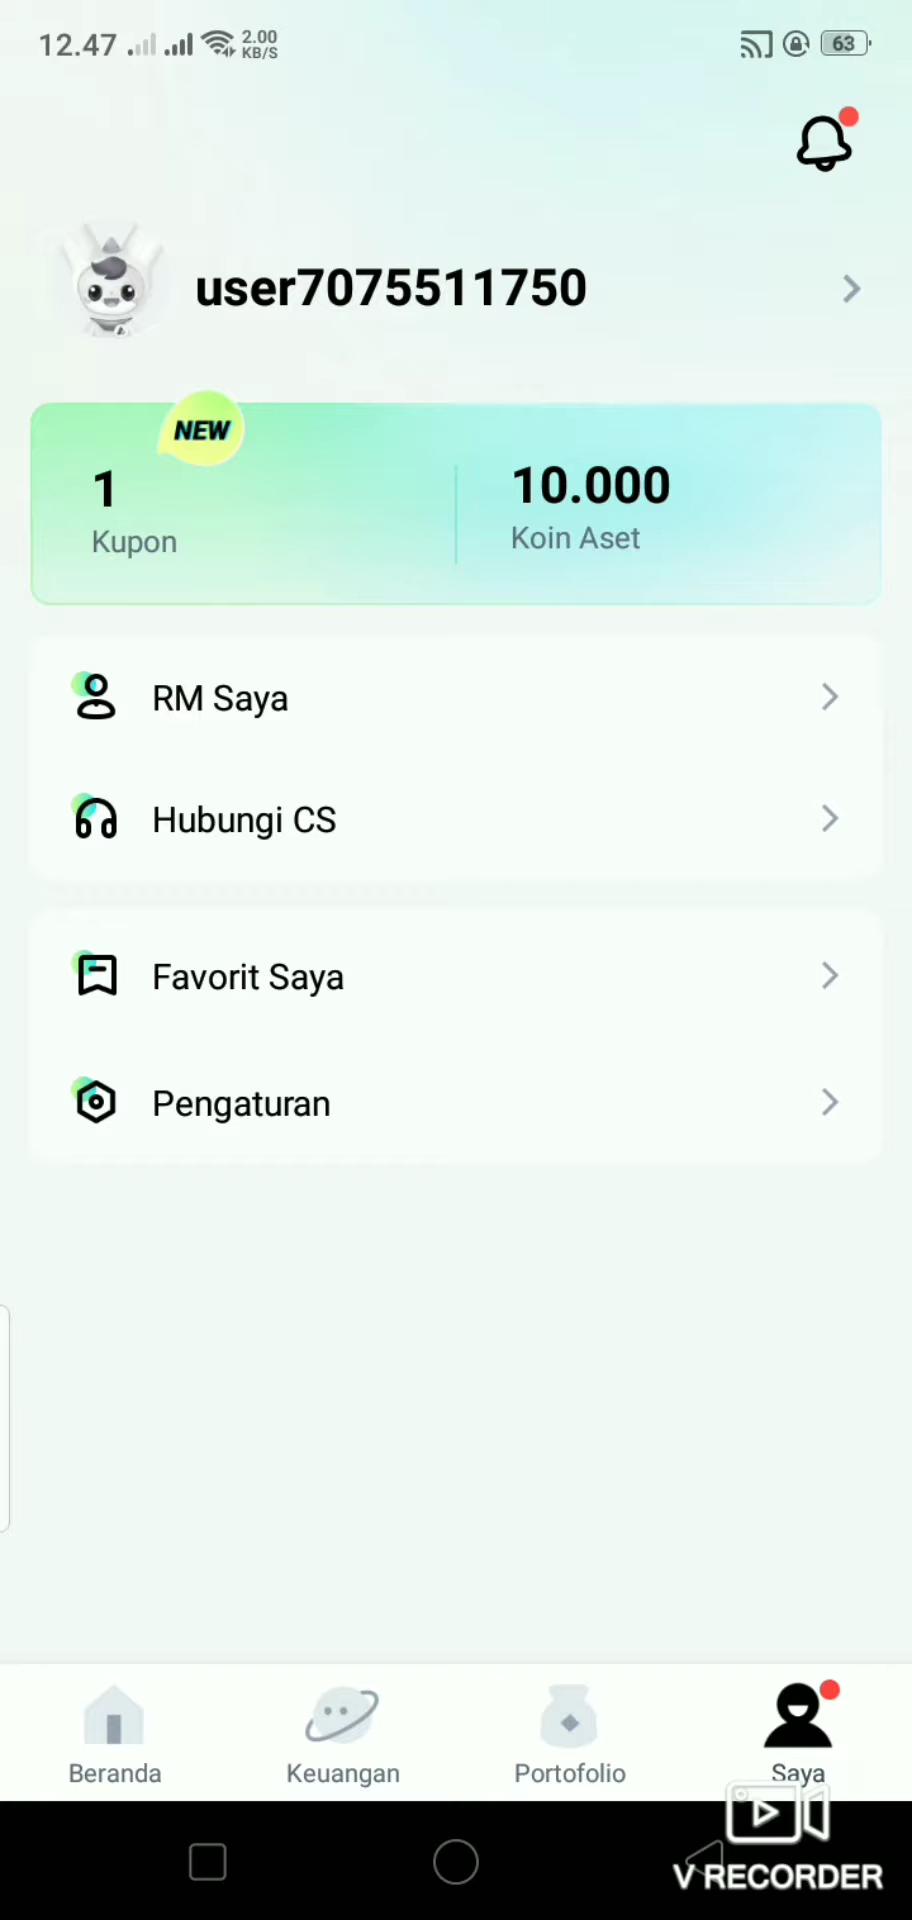 12.47
2.00
KB/S
63
user7075511750
NEW
1
10.000
Kupon
Koin Aset
RM Saya
Hubungi CS
Favorit Saya
Pengaturan
Beranda
Keuangan
Portofolio
Saya
V RECORDER